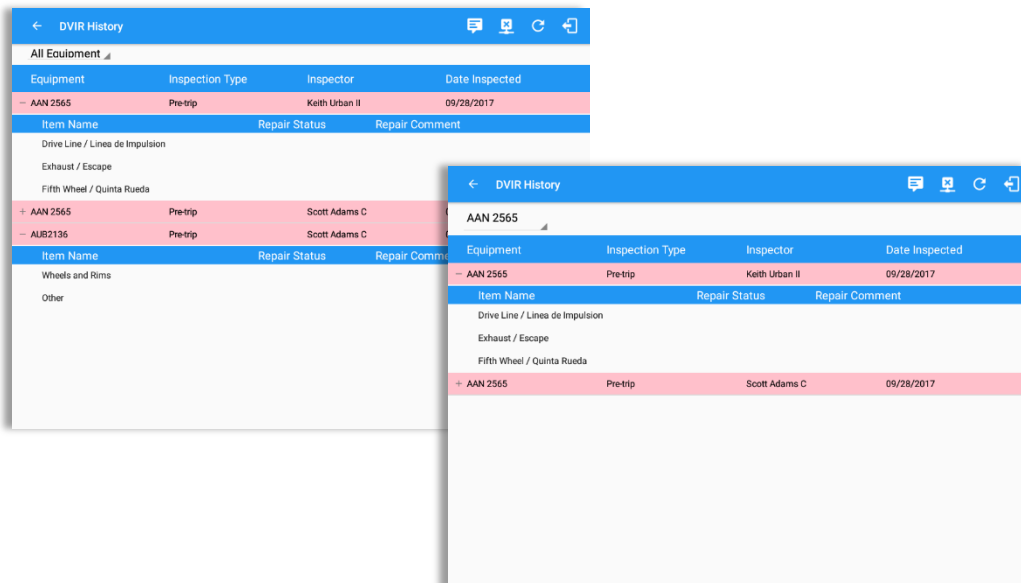 DVIR History
All Equipment
Equipment Inspection Type Inspector Date Inspected
− AAN 2565 Pre-trip Keith Urban II 09/28/2017
Item Name Repair Status Repair Comment
Drive Line / Linea de Impulsion
Exhaust / Escape
Fifth Wheel / Quinta Rueda
+ AAN 2565 Pre-trip Scott Adams C
− AUB2136 Pre-trip Scott Adams C
Item Name Repair Status Repair Comme
Wheels and Rims
Other
DVIR History
AAN 2565
Equipment Inspection Type Inspector Date Inspected
− AAN 2565 Pre-trip Keith Urban II 09/28/2017
Item Name Repair Status Repair Comment
Drive Line / Linea de Impulsion
Exhaust / Escape
Fifth Wheel / Quinta Rueda
+ AAN 2565 Pre-trip Scott Adams C 09/28/2017